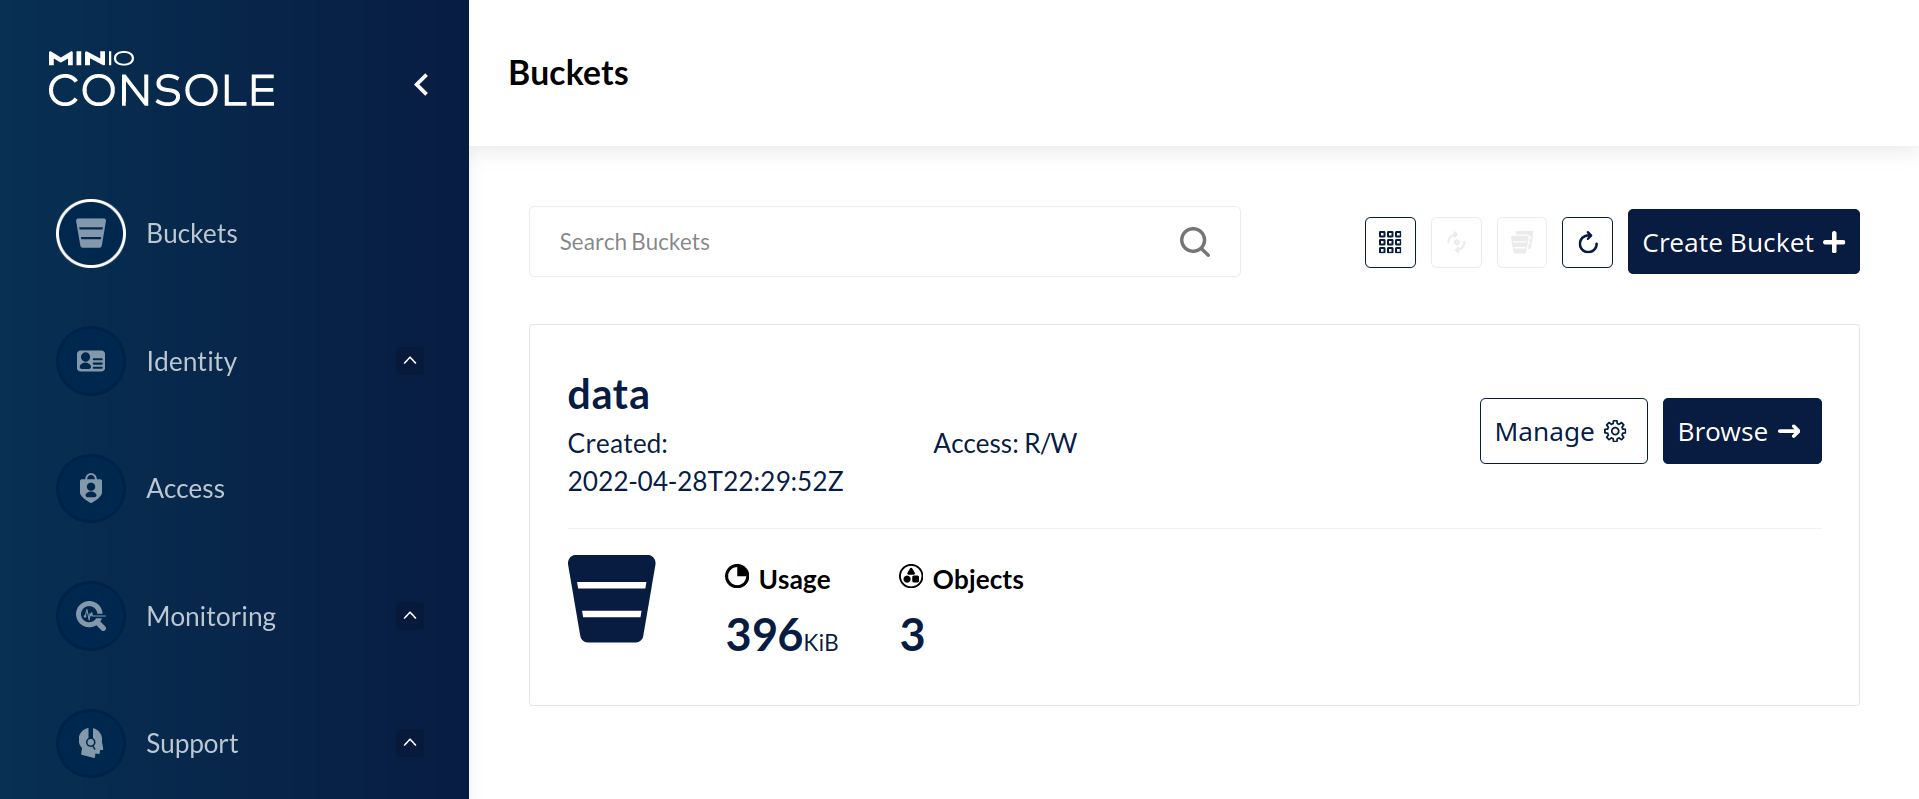 MINIO
CONSOLE
Buckets
Identity
Access
Monitoring
Support
Buckets
Search Buckets
Create Bucket
data
Created:
2022-04-28T22:29:52Z
Access: R/W
Manage
Browse
Usage
396KiB
Objects
3